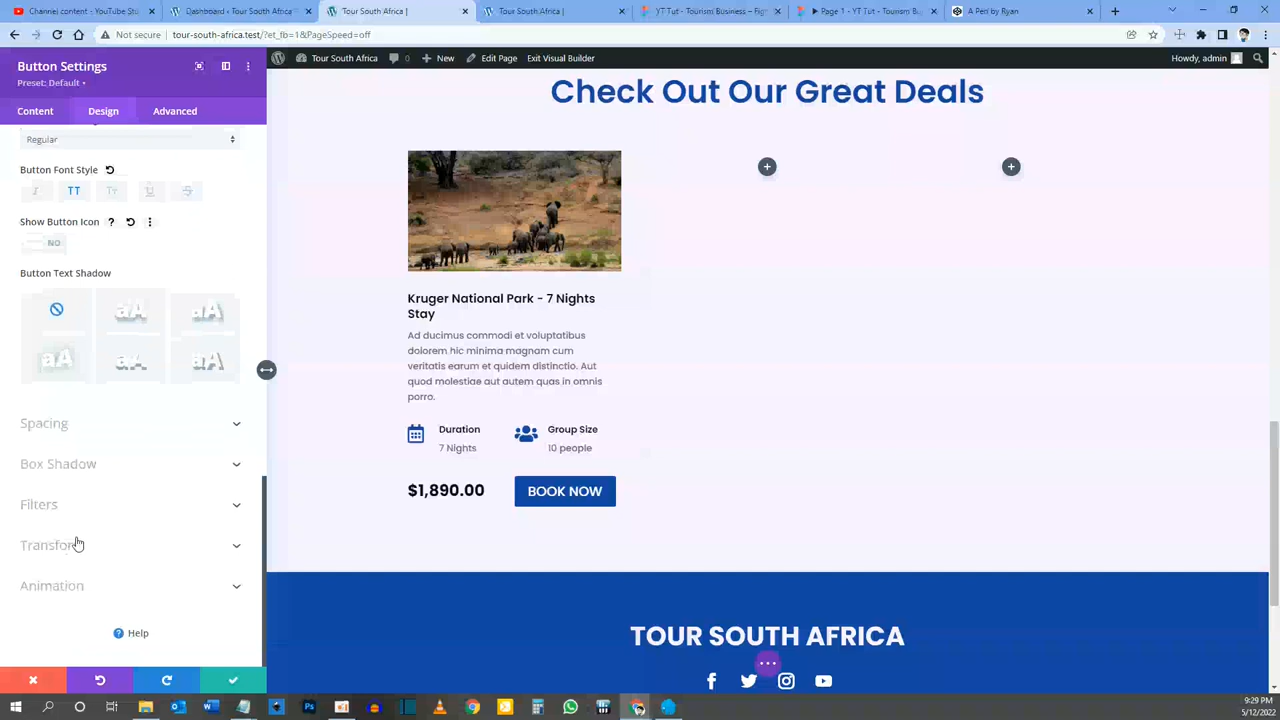 YouTube Content Creators -
Dashboard ‹ Tour South Africa
Tour South Africa |
Tour South Africa |
YT Tut - Tourism Business – Fig
▶ Page 1 - YT Tut - Tourism Bus
A Pen by Ryan
Not secure | tour-south-africa.test/?et_fb=1&PageSpeed=off
Button Settings
Preset: Default
Content
Design
Advanced
Regular
Button Font Style
I TT Tт U S
Show Button Icon ?
NO
Button Text Shadow
aA aA
aA aA aA
Spacing
Box Shadow
Filters
Transform
Animation
? Help
Tour South Africa
0
New
Edit Page
Exit Visual Builder
Howdy, admin
Check Out Our Great Deals
Kruger National Park - 7 Nights
Stay
Ad ducimus commodi et voluptatibus
dolorem hic minima magnam cum
veritatis earum et quidem distinctio. Aut
quod molestiae aut autem quas in omnis
porro.
Duration
7 Nights
Group Size
10 people
$1,890.00
BOOK NOW
TOUR SOUTH AFRICA
9:29 PM
5/12/2022